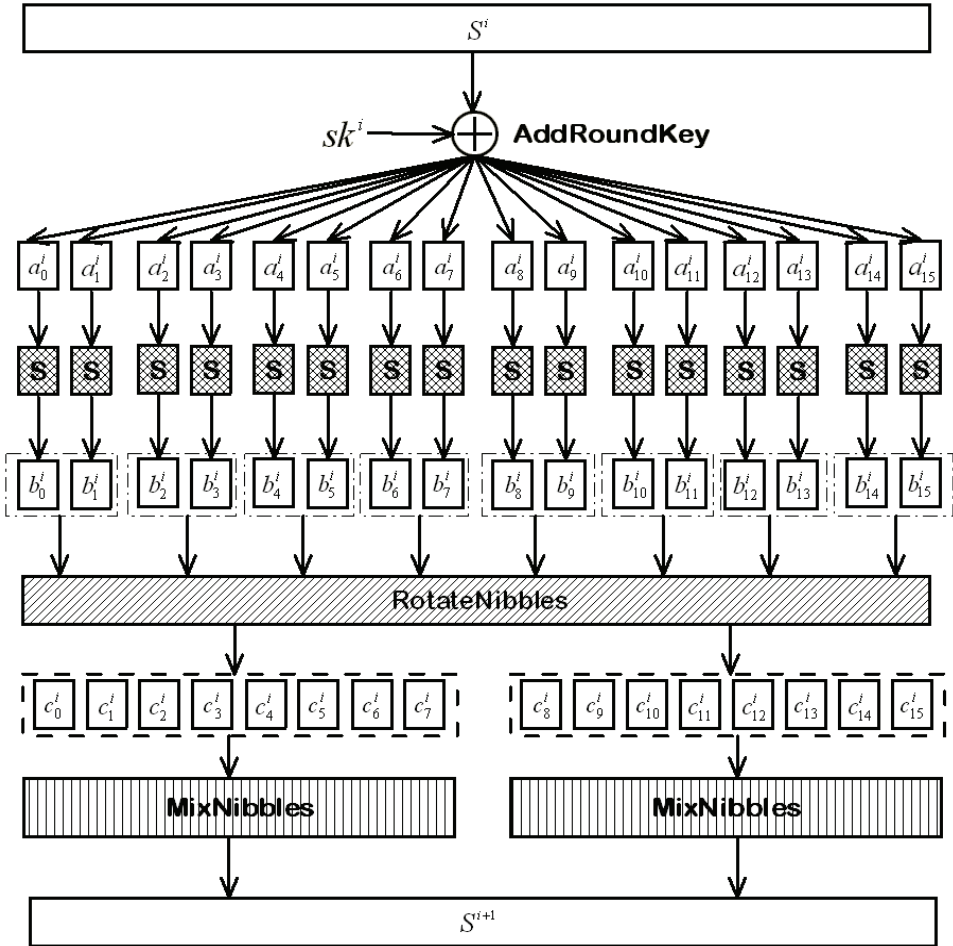 S^i
sk^i AddRoundKey
a_0^i a_1^i a_2^i a_3^i a_4^i a_5^i a_6^i a_7^i a_8^i a_9^i a_10^i a_11^i a_12^i a_13^i a_14^i a_15^i
S S S S S S S S S S S S S S S S
b_0^i b_1^i b_2^i b_3^i b_4^i b_5^i b_6^i b_7^i b_8^i b_9^i b_10^i b_11^i b_12^i b_13^i b_14^i b_15^i
RotateNibbles
c_0^i c_1^i c_2^i c_3^i c_4^i c_5^i c_6^i c_7^i c_8^i c_9^i c_10^i c_11^i c_12^i c_13^i c_14^i c_15^i
MixNibbles MixNibbles
S^{i+1}